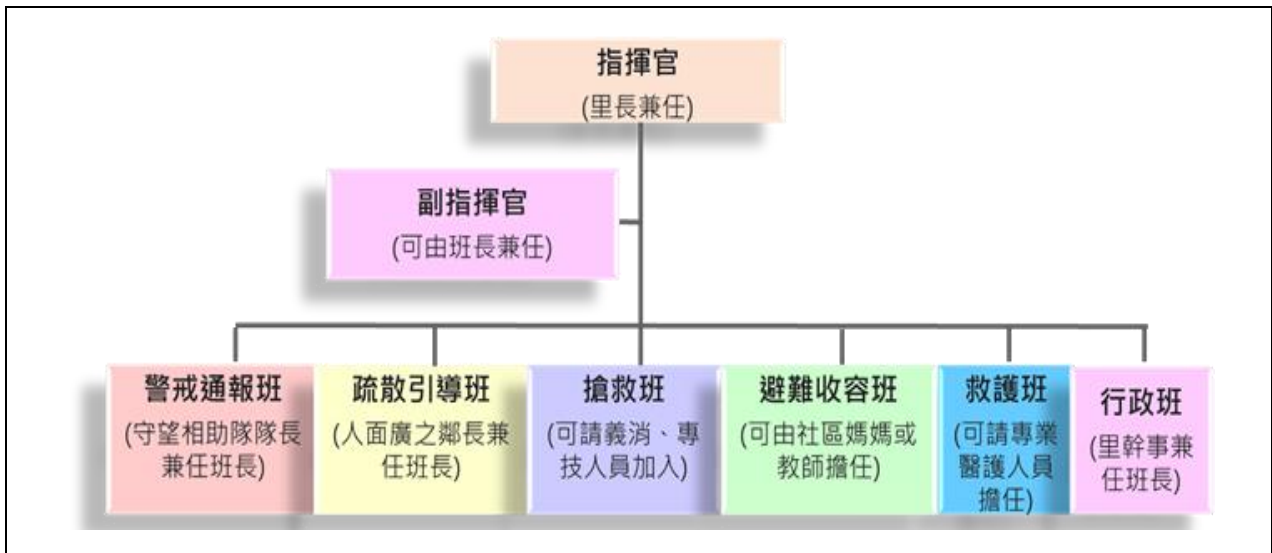 指揮官
(里長兼任)
副指揮官
(可由班長兼任)
警戒通報班
(守望相助隊隊長
兼任班長)
疏散引導班
(人面廣之鄰長兼
任班長)
搶救班
(可請義消、專
技人員加入)
避難收容班
(可由社區媽媽或
教師擔任)
救護班
(可請專業
醫護人員
擔任)
行政班
(里幹事兼
任班長)